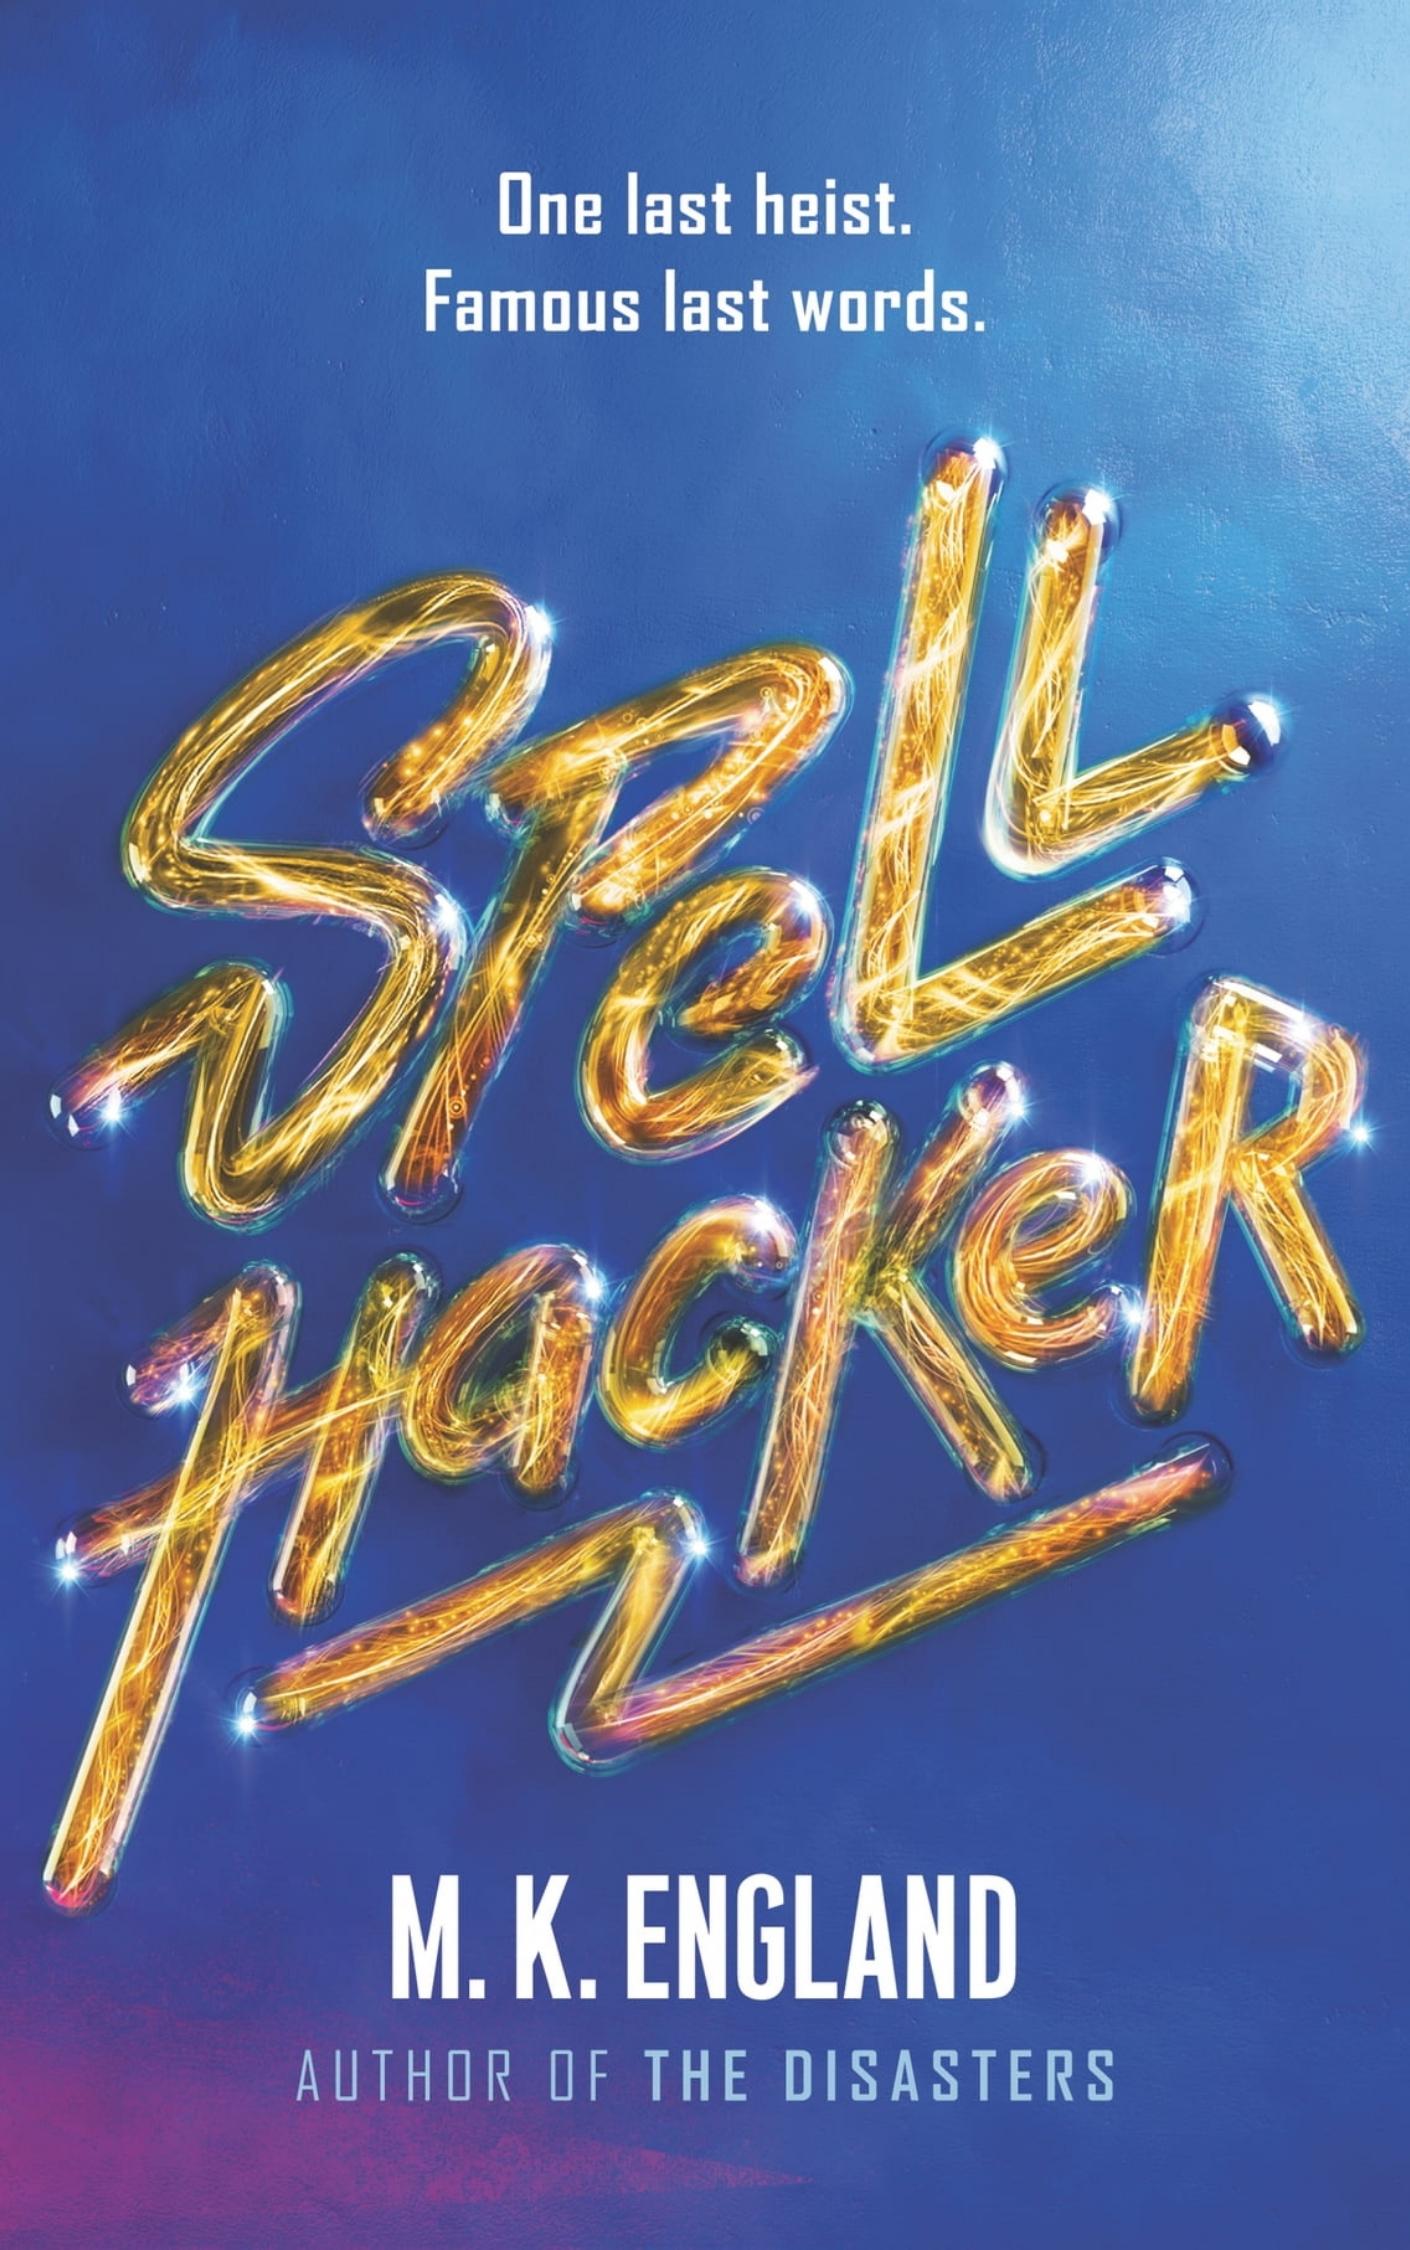 One last heist.
Famous last words.
SPeLL
HacKeR
M. K. ENGLAND
AUTHOR OF THE DISASTERS